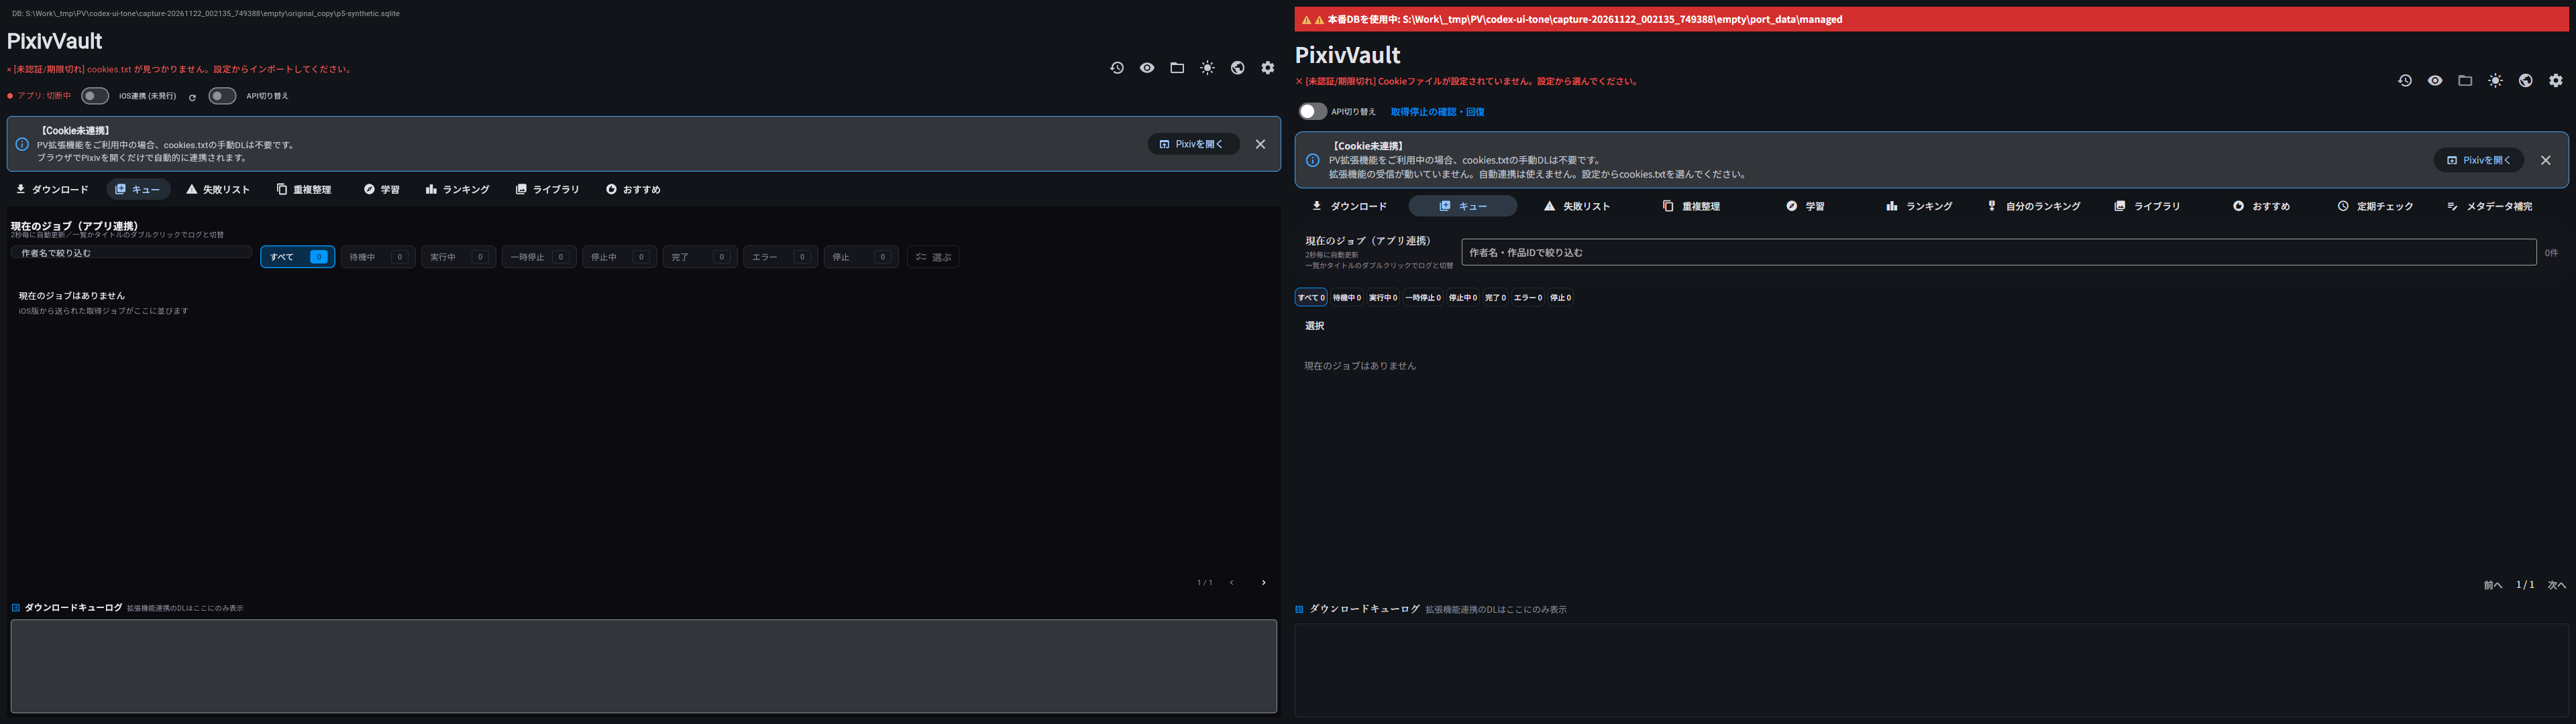 DB: S:\Work\_tmp\PV\codex-ui-tone\capture-20261122_002135_749388\empty\original_copy\p5-synthetic.sqlite
PixivVault
× [未認証/期限切れ] cookies.txt が見つかりません。設定からインポートしてください。
● アプリ: 切断中 iOS連携 (未発行) API切り替え
【Cookie未連携】
PV拡張機能をご利用中の場合、cookies.txtの手動DLは不要です。
ブラウザでPixivを開くだけで自動的に連携されます。
Pixivを開く
ダウンロード キュー 失敗リスト 重複整理 学習 ランキング ライブラリ おすすめ
現在のジョブ（アプリ連携）
2秒毎に自動更新／一覧かタイトルのダブルクリックでログと切替
作者名で絞り込む すべて 0 待機中 0 実行中 0 一時停止 0 停止中 0 完了 0 エラー 0 停止 0 選ぶ
現在のジョブはありません
iOS版から送られた取得ジョブがここに並びます
1 / 1 ‹ ›
ダウンロードキューログ 拡張機能連携のDLはここにのみ表示
本番DBを使用中: S:\Work\_tmp\PV\codex-ui-tone\capture-20261122_002135_749388\empty\port_data\managed
PixivVault
× [未認証/期限切れ] Cookieファイルが設定されていません。設定から選んでください。
API切り替え 取得停止の確認・回復
【Cookie未連携】
PV拡張機能をご利用中の場合、cookies.txtの手動DLは不要です。
拡張機能の受信が動いていません。自動連携は使えません。設定からcookies.txtを選んでください。
Pixivを開く
ダウンロード キュー 失敗リスト 重複整理 学習 ランキング 自分のランキング ライブラリ おすすめ 定期チェック メタデータ補完
現在のジョブ（アプリ連携）
2秒毎に自動更新
一覧かタイトルのダブルクリックでログと切替
作者名・作品IDで絞り込む 0件
すべて 0 待機中 0 実行中 0 一時停止 0 停止中 0 完了 0 エラー 0 停止 0
選択
現在のジョブはありません
前へ 1 / 1 次へ
ダウンロードキューログ 拡張機能連携のDLはここにのみ表示